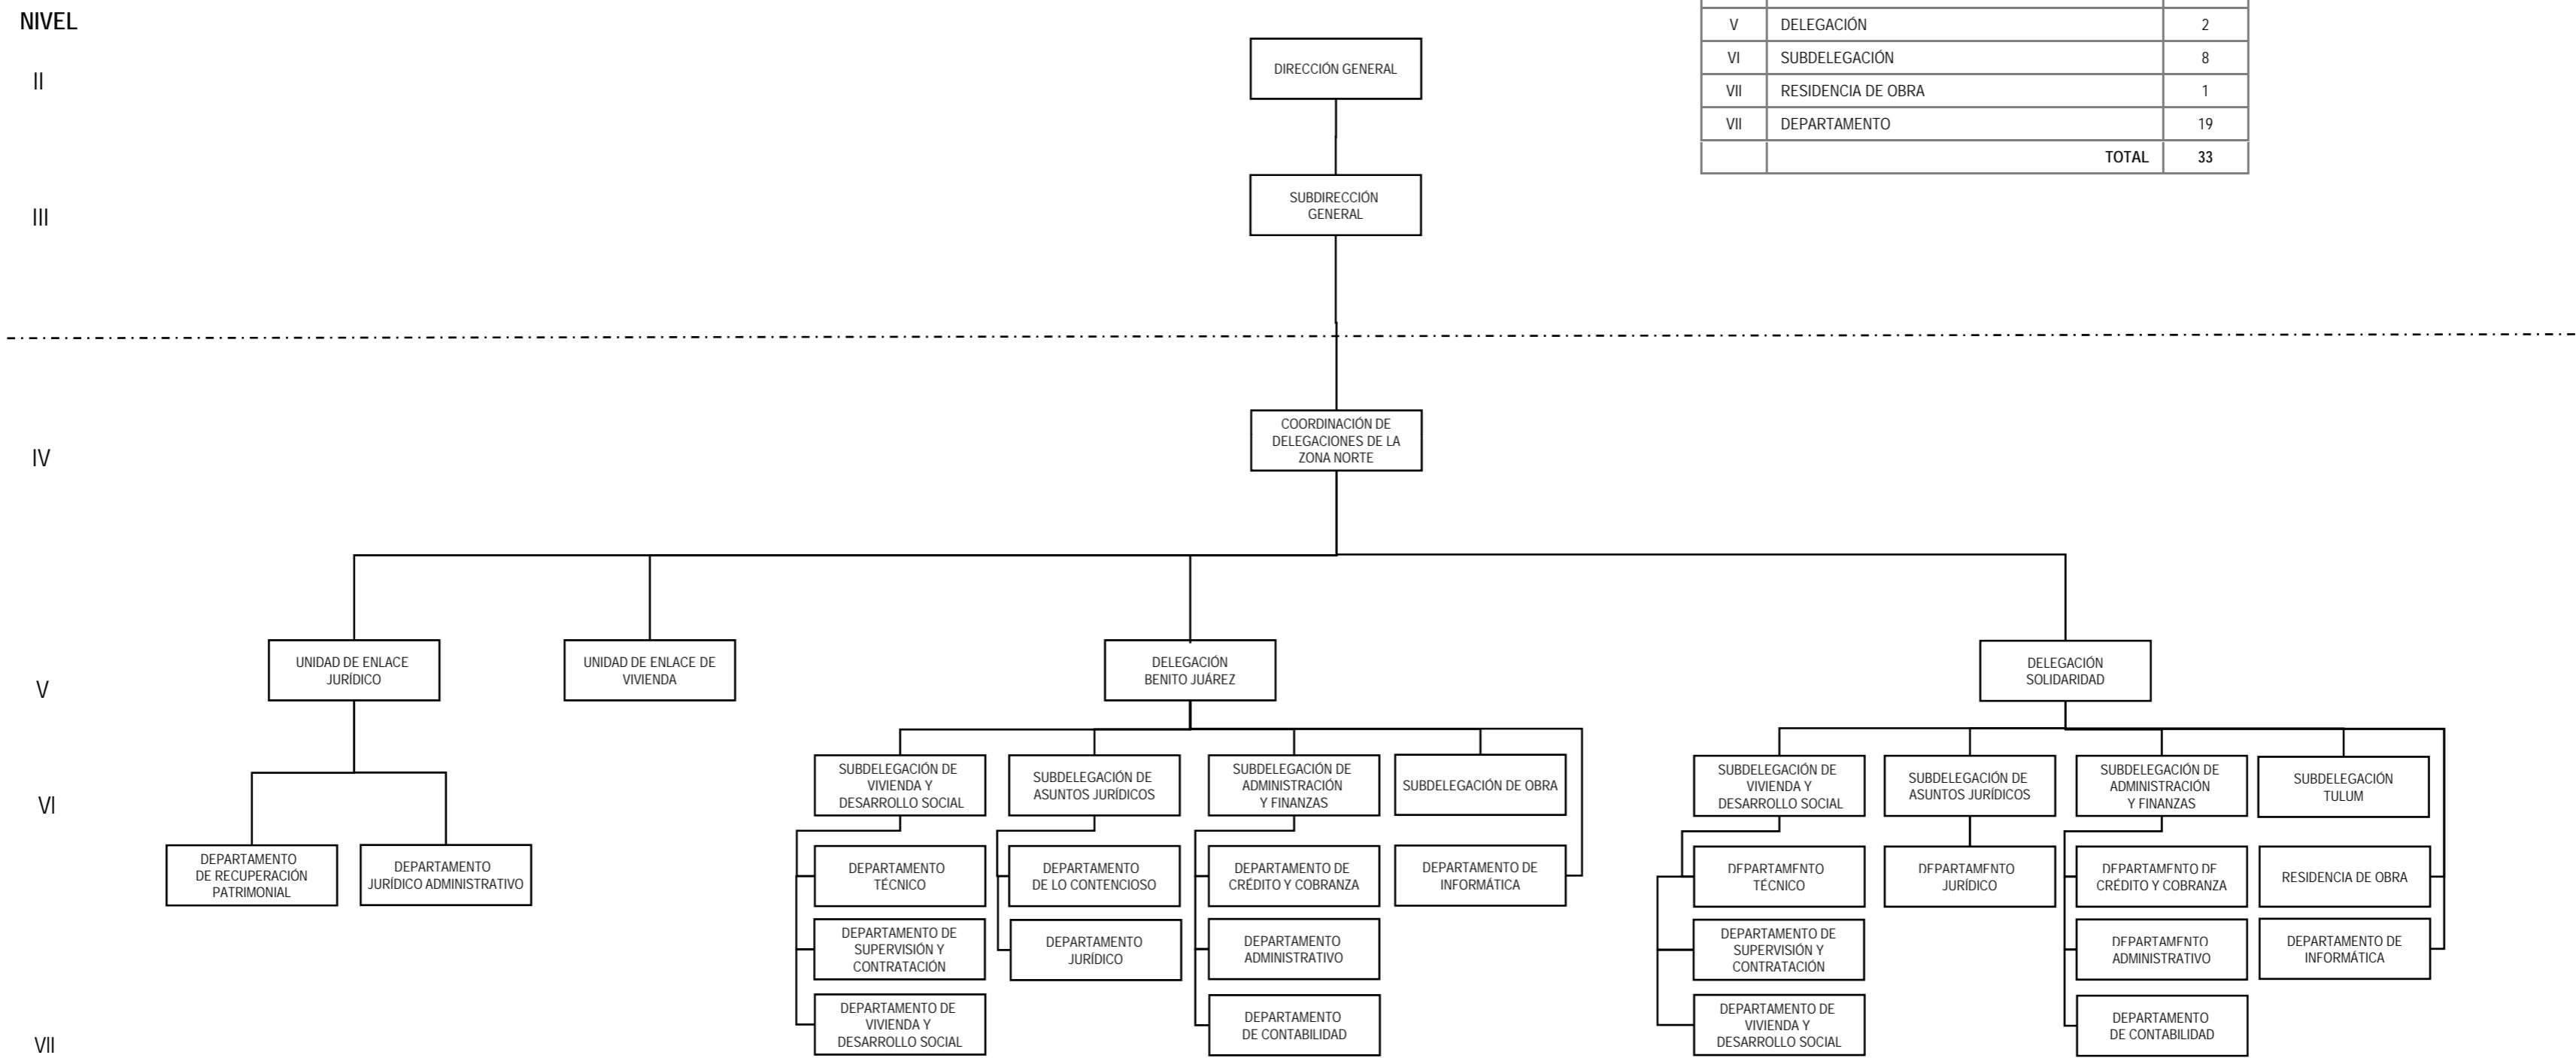 NIVEL
V DELEGACIÓN 2
VI SUBDELEGACIÓN 8
VII RESIDENCIA DE OBRA 1
VII DEPARTAMENTO 19
TOTAL 33
II
DIRECCIÓN GENERAL
III
SUBDIRECCIÓN
GENERAL
IV
COORDINACIÓN DE
DELEGACIONES DE LA
ZONA NORTE
V
UNIDAD DE ENLACE
JURÍDICO
UNIDAD DE ENLACE DE
VIVIENDA
DELEGACIÓN
BENITO JUÁREZ
DELEGACIÓN
SOLIDARIDAD
VI
SUBDELEGACIÓN DE
VIVIENDA Y
DESARROLLO SOCIAL
SUBDELEGACIÓN DE
ASUNTOS JURÍDICOS
SUBDELEGACIÓN DE
ADMINISTRACIÓN
Y FINANZAS
SUBDELEGACIÓN DE OBRA
SUBDELEGACIÓN DE
VIVIENDA Y
DESARROLLO SOCIAL
SUBDELEGACIÓN DE
ASUNTOS JURÍDICOS
SUBDELEGACIÓN DE
ADMINISTRACIÓN
Y FINANZAS
SUBDELEGACIÓN
TULUM
DEPARTAMENTO
DE RECUPERACIÓN
PATRIMONIAL
DEPARTAMENTO
JURÍDICO ADMINISTRATIVO
DEPARTAMENTO
TÉCNICO
DEPARTAMENTO
DE LO CONTENCIOSO
DEPARTAMENTO DE
CRÉDITO Y COBRANZA
DEPARTAMENTO DE
INFORMÁTICA
DEPARTAMENTO
TÉCNICO
DEPARTAMENTO
JURÍDICO
DEPARTAMENTO DE
CRÉDITO Y COBRANZA
RESIDENCIA DE OBRA
DEPARTAMENTO DE
SUPERVISIÓN Y
CONTRATACIÓN
DEPARTAMENTO
JURÍDICO
DEPARTAMENTO
ADMINISTRATIVO
DEPARTAMENTO DE
SUPERVISIÓN Y
CONTRATACIÓN
DEPARTAMENTO
ADMINISTRATIVO
DEPARTAMENTO DE
INFORMÁTICA
VII
DEPARTAMENTO DE
VIVIENDA Y
DESARROLLO SOCIAL
DEPARTAMENTO
DE CONTABILIDAD
DEPARTAMENTO DE
VIVIENDA Y
DESARROLLO SOCIAL
DEPARTAMENTO
DE CONTABILIDAD